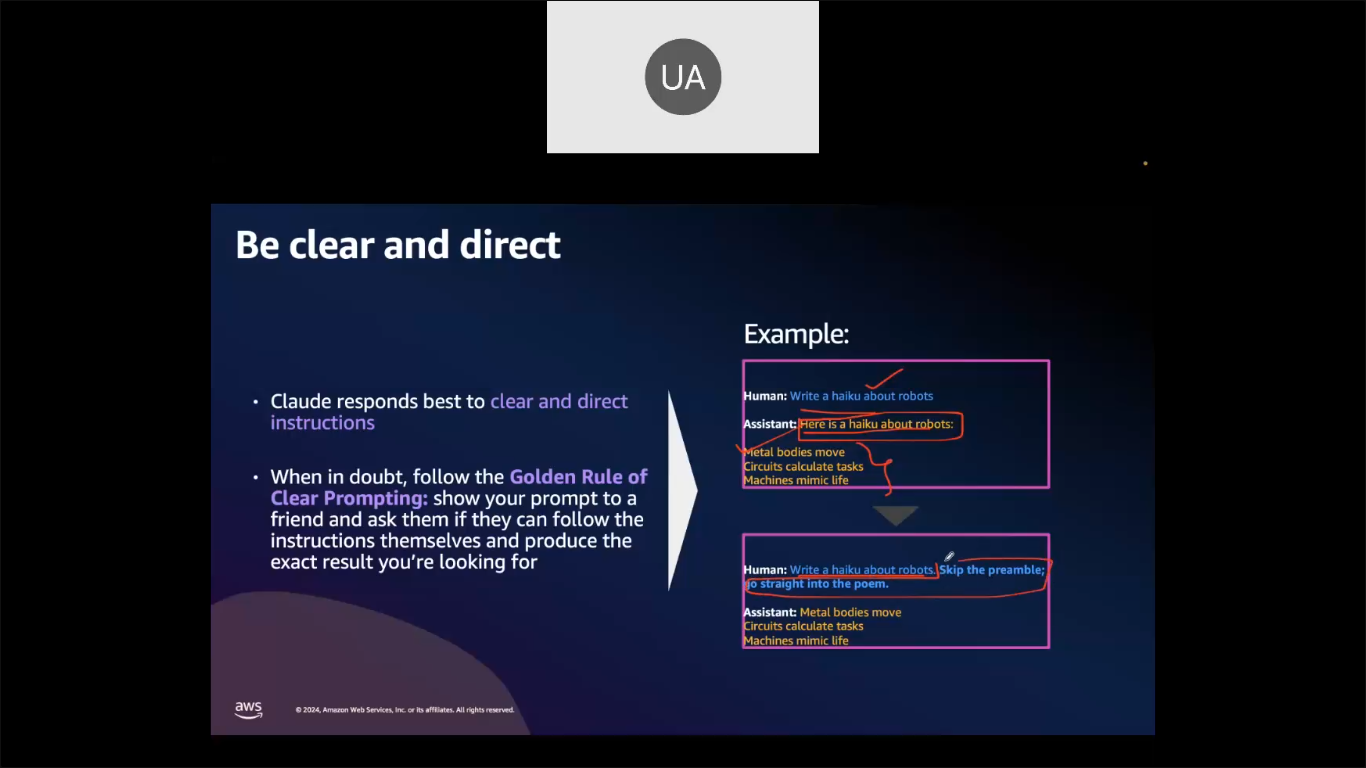 UA
Be clear and direct
• Claude responds best to clear and direct
instructions
• When in doubt, follow the Golden Rule of
Clear Prompting: show your prompt to a
friend and ask them if they can follow the
instructions themselves and produce the
exact result you're looking for
Example:
Human: Write a haiku about robots
Assistant: Here is a haiku about robots:
Metal bodies move
Circuits calculate tasks
Machines mimic life
Human: Write a haiku about robots. Skip the preamble;
go straight into the poem.
Assistant: Metal bodies move
Circuits calculate tasks
Machines mimic life
aws
© 2024, Amazon Web Services, Inc. or its affiliates. All rights reserved.